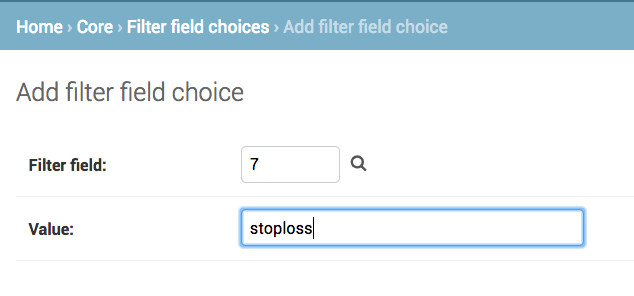 Home › Core › Filter field choices › Add filter field choice
Add filter field choice
Filter field: 7
Value: stoploss